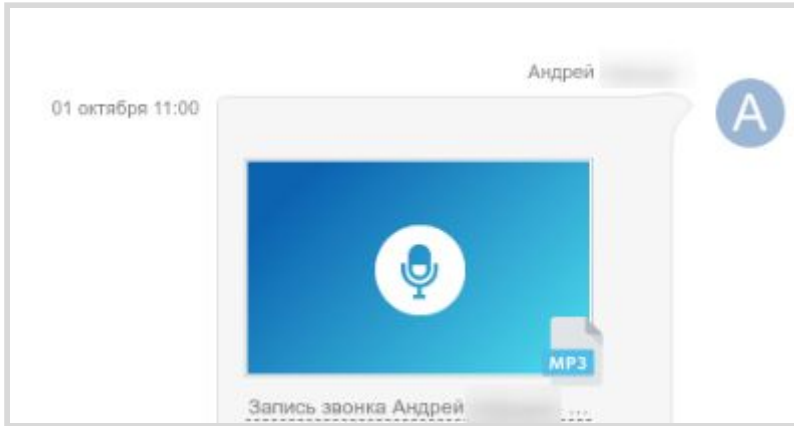 Андрей
01 октября 11:00
А
MP3
Запись звонка Андрей ...